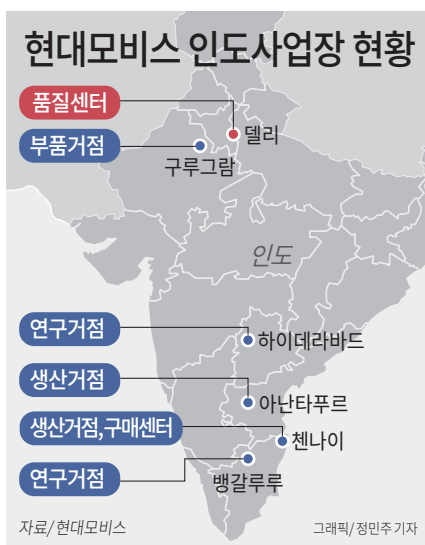 현대모비스 인도사업장 현황
품질센터
델리
부품거점
구루그람
인도
연구거점
하이데라바드
생산거점
아난타푸르
생산거점,구매센터
첸나이
연구거점
뱅갈루루
자료/현대모비스
그래픽/정민주 기자